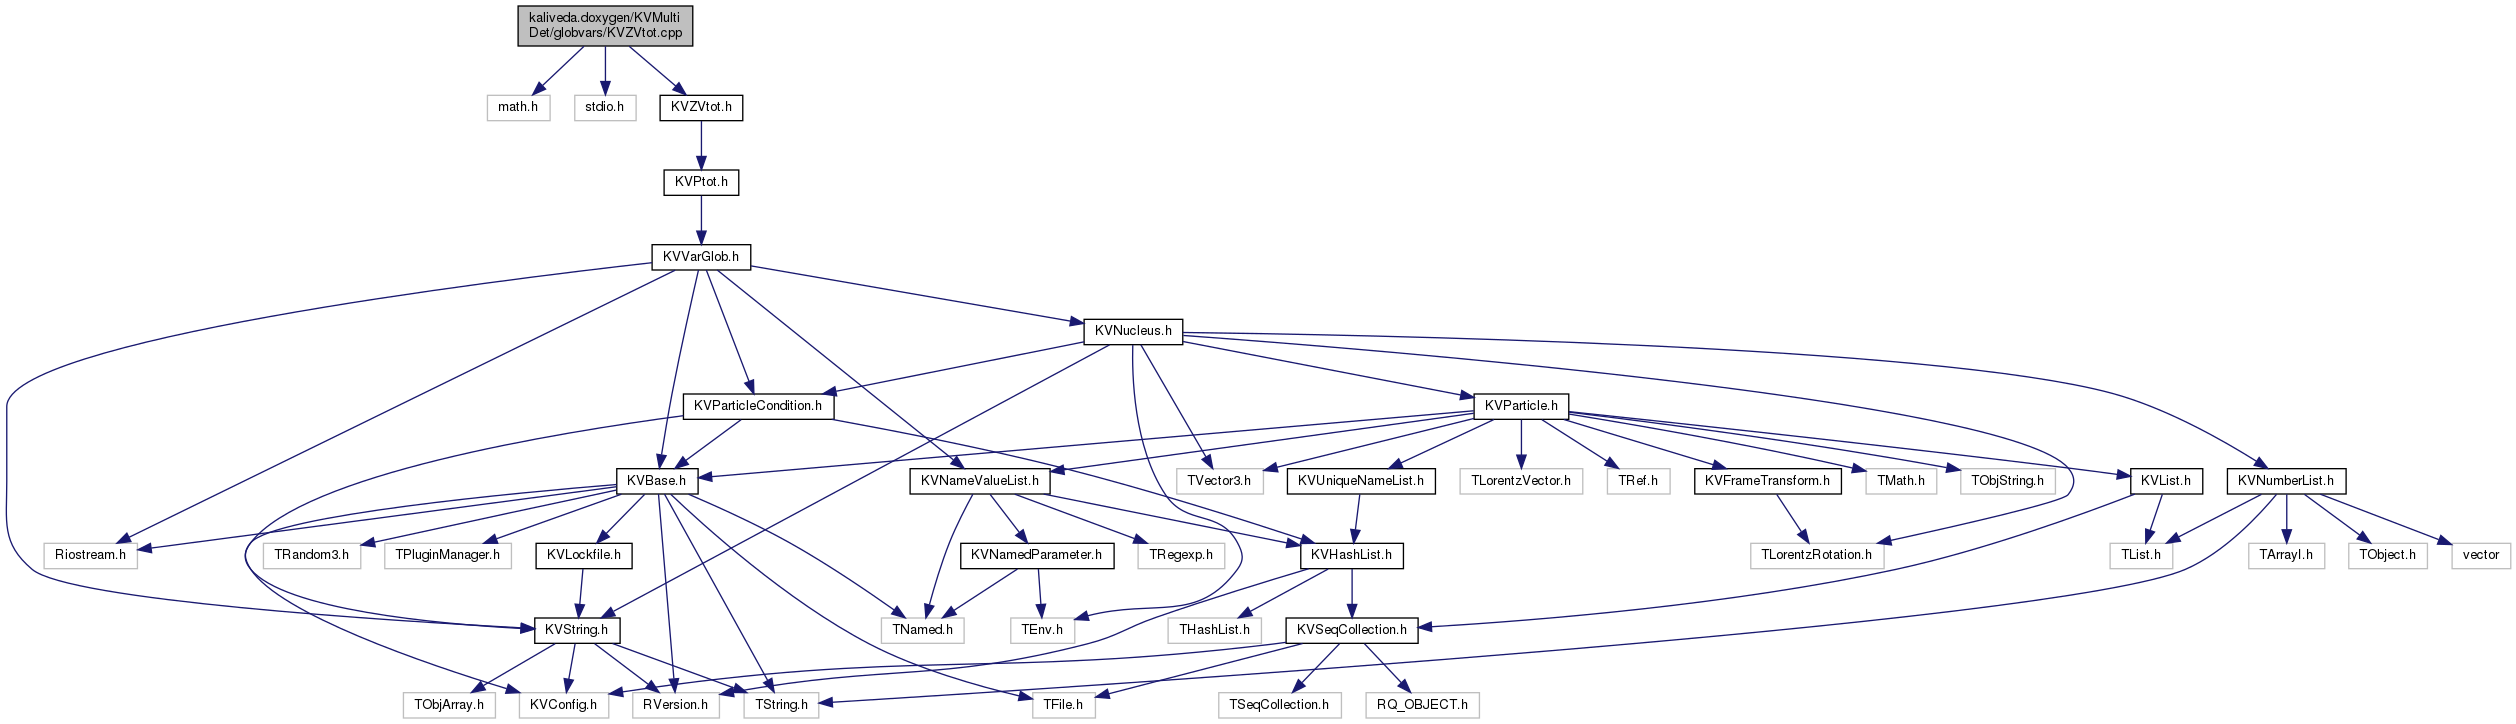 kaliveda.doxygen/KVMulti
Det/globvars/KVZVtot.cpp
math.h
stdio.h
KVZVtot.h
KVPtot.h
KVVarGlob.h
KVNucleus.h
KVParticleCondition.h
KVParticle.h
KVBase.h
KVNameValueList.h
TVector3.h
KVUniqueNameList.h
TLorentzVector.h
TRef.h
KVFrameTransform.h
TMath.h
TObjString.h
KVList.h
KVNumberList.h
Riostream.h
TRandom3.h
TPluginManager.h
KVLockfile.h
KVNamedParameter.h
TRegexp.h
KVHashList.h
TLorentzRotation.h
TList.h
TArrayI.h
TObject.h
vector
KVString.h
TNamed.h
TEnv.h
THashList.h
KVSeqCollection.h
TObjArray.h
KVConfig.h
RVersion.h
TString.h
TFile.h
TSeqCollection.h
RQ_OBJECT.h